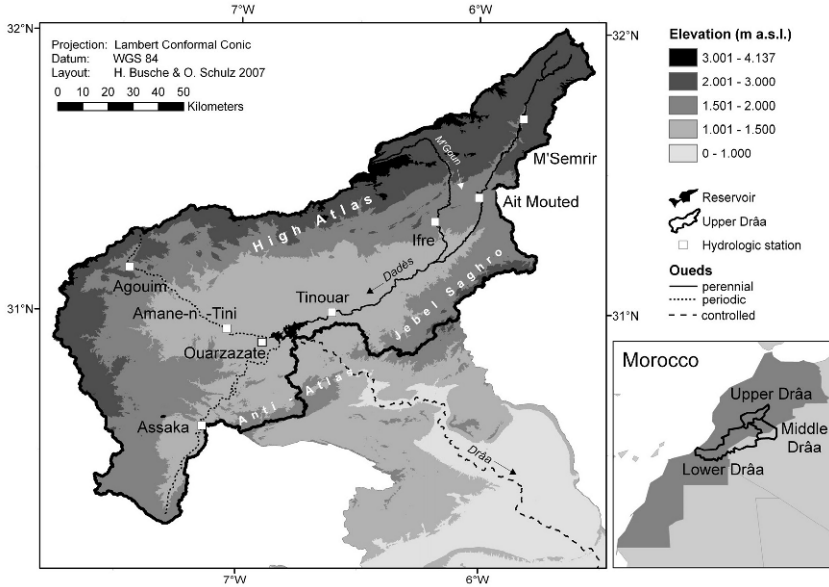 7°W
6°W
32°N
32°N
Projection: Lambert Conformal Conic
Datum: WGS 84
Layout: H. Busche & O. Schulz 2007
0 10 20 30 40 50
Kilometers
M'Semrir
M'Goun
Ait Mouted
High Atlas
Ifre
Dadès
Agouim
Tinouar
Jebel Saghro
31°N
31°N
Amane-n.-Tini
Ouarzazate
Anti-Atlas
Assaka
Drâa
7°W
6°W
Elevation (m a.s.l.)
3.001 - 4.137
2.001 - 3.000
1.501 - 2.000
1.001 - 1.500
0 - 1.000
Reservoir
Upper Drâa
Hydrologic station
Oueds
perennial
periodic
controlled
Morocco
Upper Drâa
Middle
Drâa
Lower Drâa